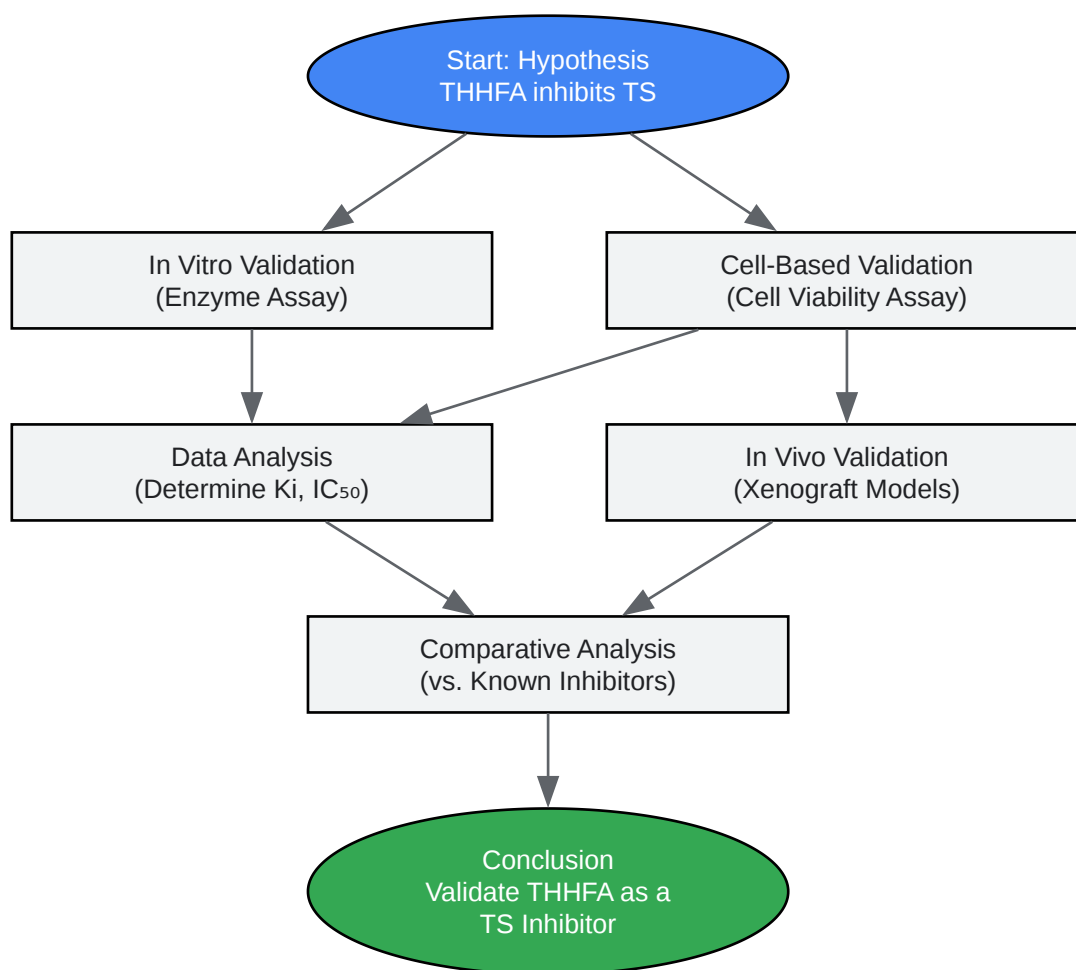 Start: Hypothesis
THHFA inhibits TS
In Vitro Validation
(Enzyme Assay)
Cell-Based Validation
(Cell Viability Assay)
Data Analysis
(Determine Ki, IC₅₀)
In Vivo Validation
(Xenograft Models)
Comparative Analysis
(vs. Known Inhibitors)
Conclusion
Validate THHFA as a
TS Inhibitor